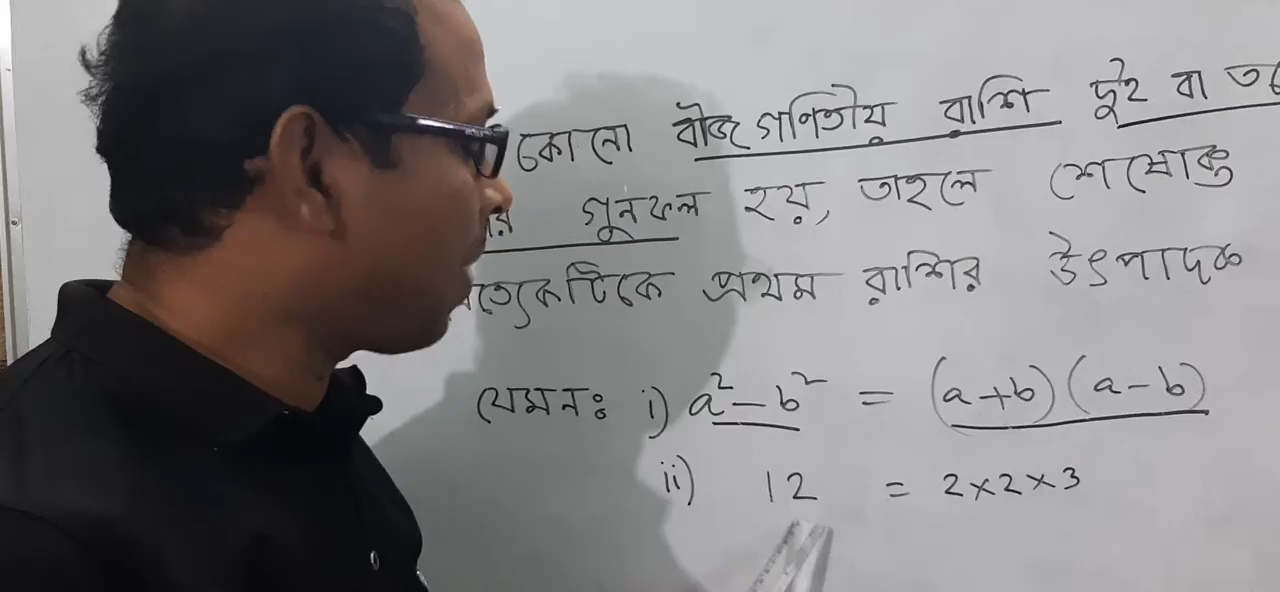 কোনো বীজগণিতীয় রাশি দুই বা
গুনফল হয়, তাহলে শেষোক্ত
প্রথম রাশির উৎপাদক
যেমনঃ i) a² – b² = (a+b) (a – b)
ii) 12 = 2×2×3